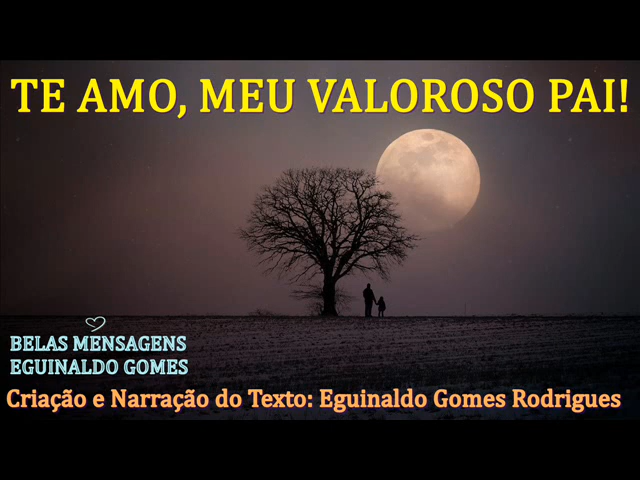 TE AMO, MEU VALOROSO PAI!
BELAS MENSAGENS
EGUINALDO GOMES
Criação e Narração do Texto: Eguinaldo Gomes Rodrigues